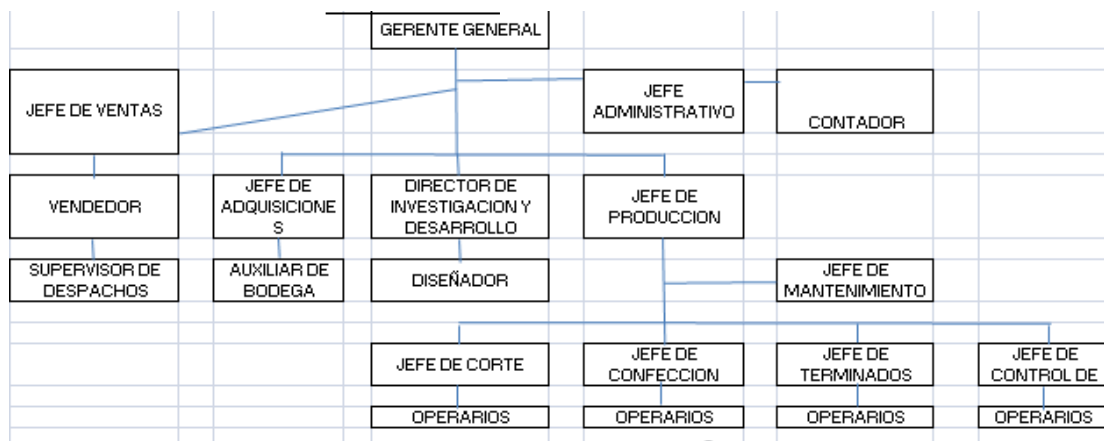 GERENTE GENERAL
JEFE DE VENTAS
JEFE
ADMINISTRATIVO
CONTADOR
VENDEDOR
JEFE DE
ADQUISICIONE
S
DIRECTOR DE
INVESTIGACION Y
DESARROLLO
JEFE DE
PRODUCCION
SUPERVISOR DE
DESPACHOS
AUXILIAR DE
BODEGA
DISEÑADOR
JEFE DE
MANTENIMIENTO
JEFE DE CORTE
JEFE DE
CONFECCION
JEFE DE
TERMINADOS
JEFE DE
CONTROL DE
OPERARIOS
OPERARIOS
OPERARIOS
OPERARIOS